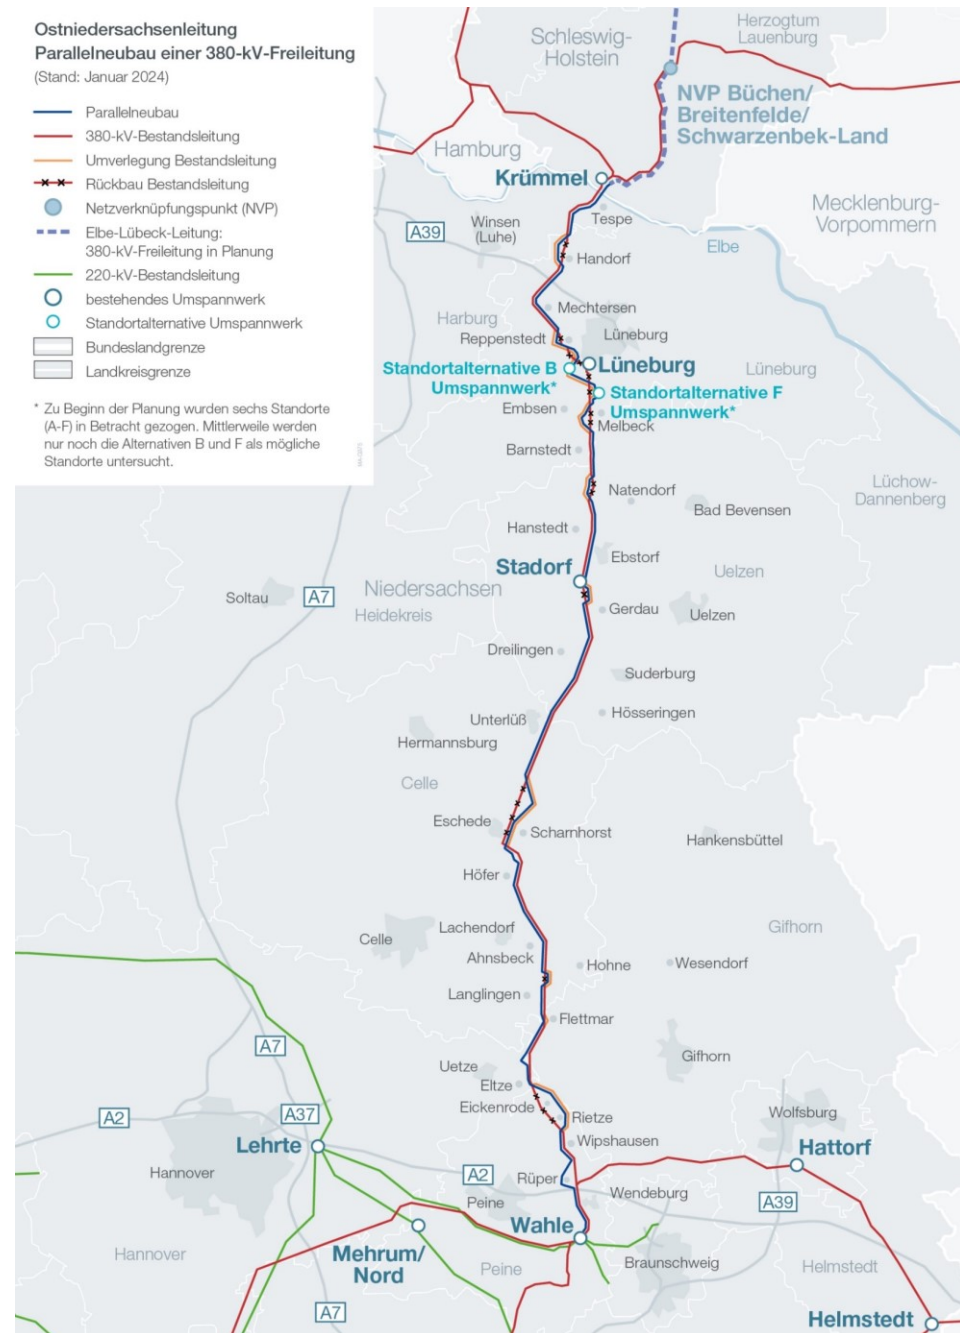 Ostniedersachsenleitung
Parallelneubau einer 380-kV-Freileitung
(Stand: Januar 2024)
Parallelneubau
380-kV-Bestandsleitung
Umverlegung Bestandsleitung
Rückbau Bestandsleitung
Netzverknüpfungspunkt (NVP)
Elbe-Lübeck-Leitung:
380-kV-Freileitung in Planung
220-kV-Bestandsleitung
bestehendes Umspannwerk
Standortalternative Umspannwerk
Bundeslandgrenze
Landkreisgrenze
* Zu Beginn der Planung wurden sechs Standorte
(A-F) in Betracht gezogen. Mittlerweile werden
nur noch die Alternativen B und F als mögliche
Standorte untersucht.
Schleswig-
Holstein
Herzogtum
Lauenburg
NVP Büchen/
Breitenfelde/
Schwarzenbek-Land
Hamburg
Krümmel
Mecklenburg-
Vorpommern
A39
Winsen
(Luhe)
Tespe
Elbe
Handorf
Mechtersen
Harburg
Reppenstedt
Lüneburg
Standortalternative B
Umspannwerk*
Lüneburg
Lüneburg
Standortalternative F
Umspannwerk*
Embsen
Melbeck
Barnstedt
Natendorf
Bad Bevensen
Lüchow-
Dannenberg
Hanstedt
Ebstorf
Stadorf
Uelzen
Niedersachsen
Heidekreis
Soltau
A7
Gerdau
Uelzen
Dreilingen
Suderburg
Hösseringen
Unterlüß
Hermannsburg
Celle
Eschede
Scharnhorst
Hankensbüttel
Höfer
Lachendorf
Gifhorn
Celle
Ahnsbeck
Hohne
Wesendorf
Langlingen
Flettmar
A7
Gifhorn
Uetze
Eltze
Eickenrode
Rietze
Wolfsburg
A2
A37
Wipshausen
Lehrte
Hattorf
Hannover
A2
Rüper
Peine
Wendeburg
A39
Wahle
Hannover
Mehrum/
Nord
Peine
Braunschweig
Helmstedt
A7
Helmstedt